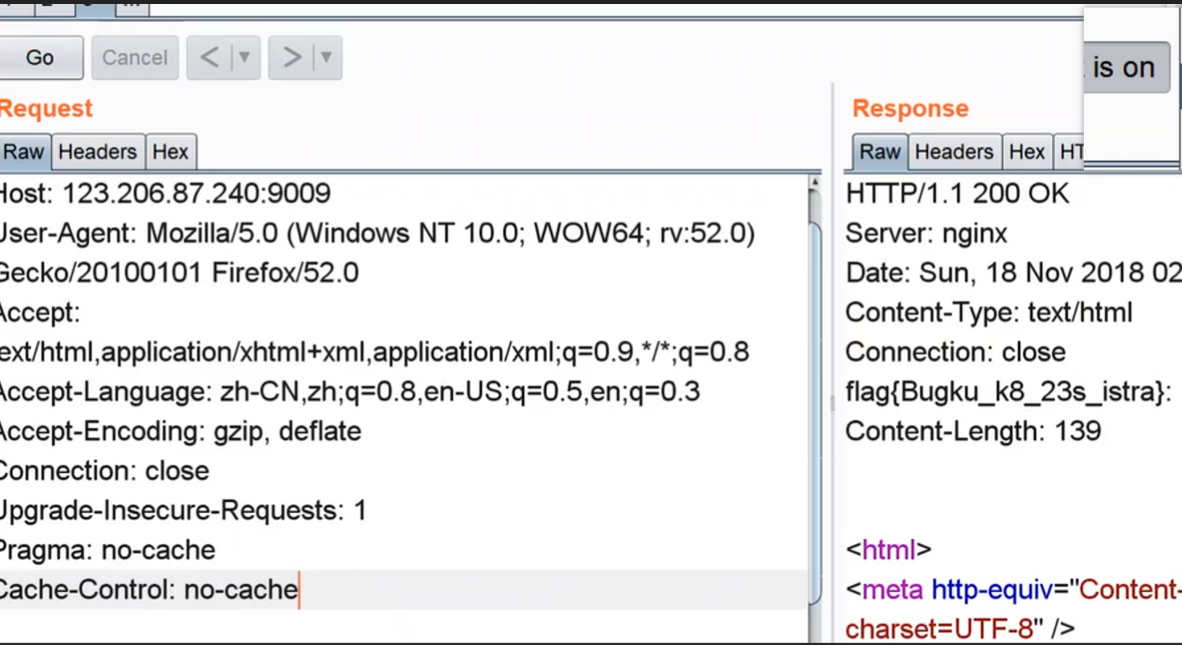 Go
Cancel
<
>
is on
Request
Raw
Headers
Hex
Host: 123.206.87.240:9009
User-Agent: Mozilla/5.0 (Windows NT 10.0; WOW64; rv:52.0)
Gecko/20100101 Firefox/52.0
Accept:
ext/html,application/xhtml+xml,application/xml;q=0.9,*/*;q=0.8
Accept-Language: zh-CN,zh;q=0.8,en-US;q=0.5,en;q=0.3
Accept-Encoding: gzip, deflate
Connection: close
Upgrade-Insecure-Requests: 1
Pragma: no-cache
Cache-Control: no-cache
Response
Raw
Headers
Hex
HT
HTTP/1.1 200 OK
Server: nginx
Date: Sun, 18 Nov 2018 02
Content-Type: text/html
Connection: close
flag{Bugku_k8_23s_istra}:
Content-Length: 139
<html>
<meta http-equiv="Content-
charset=UTF-8" />